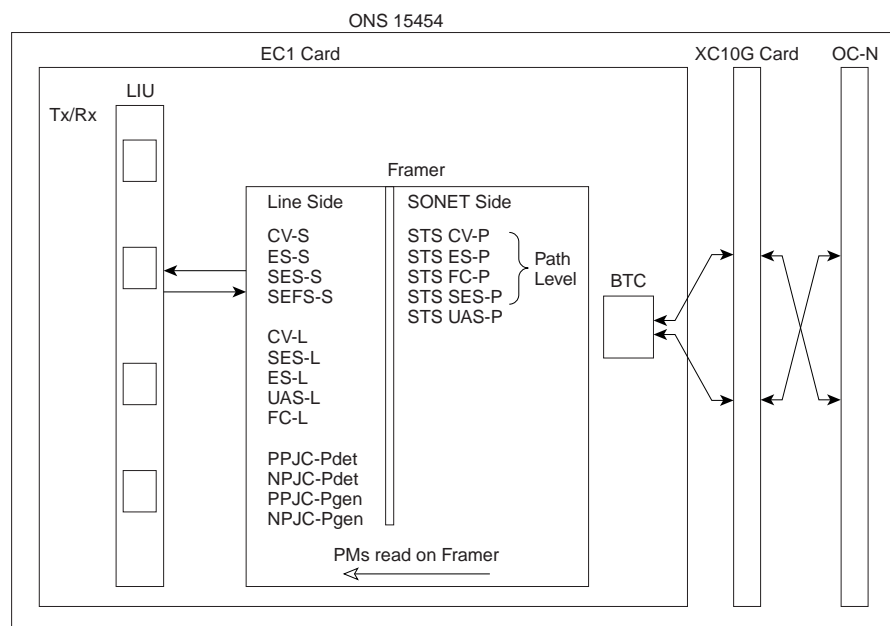 ONS 15454
EC1 Card
XC10G Card
OC-N
LIU
Tx/Rx
Framer
Line Side
SONET Side
CV-S
ES-S
SES-S
SEFS-S
CV-L
SES-L
ES-L
UAS-L
FC-L
PPJC-Pdet
NPJC-Pdet
PPJC-Pgen
NPJC-Pgen
STS CV-P
STS ES-P
STS FC-P
STS SES-P
STS UAS-P
Path
Level
BTC
PMs read on Framer